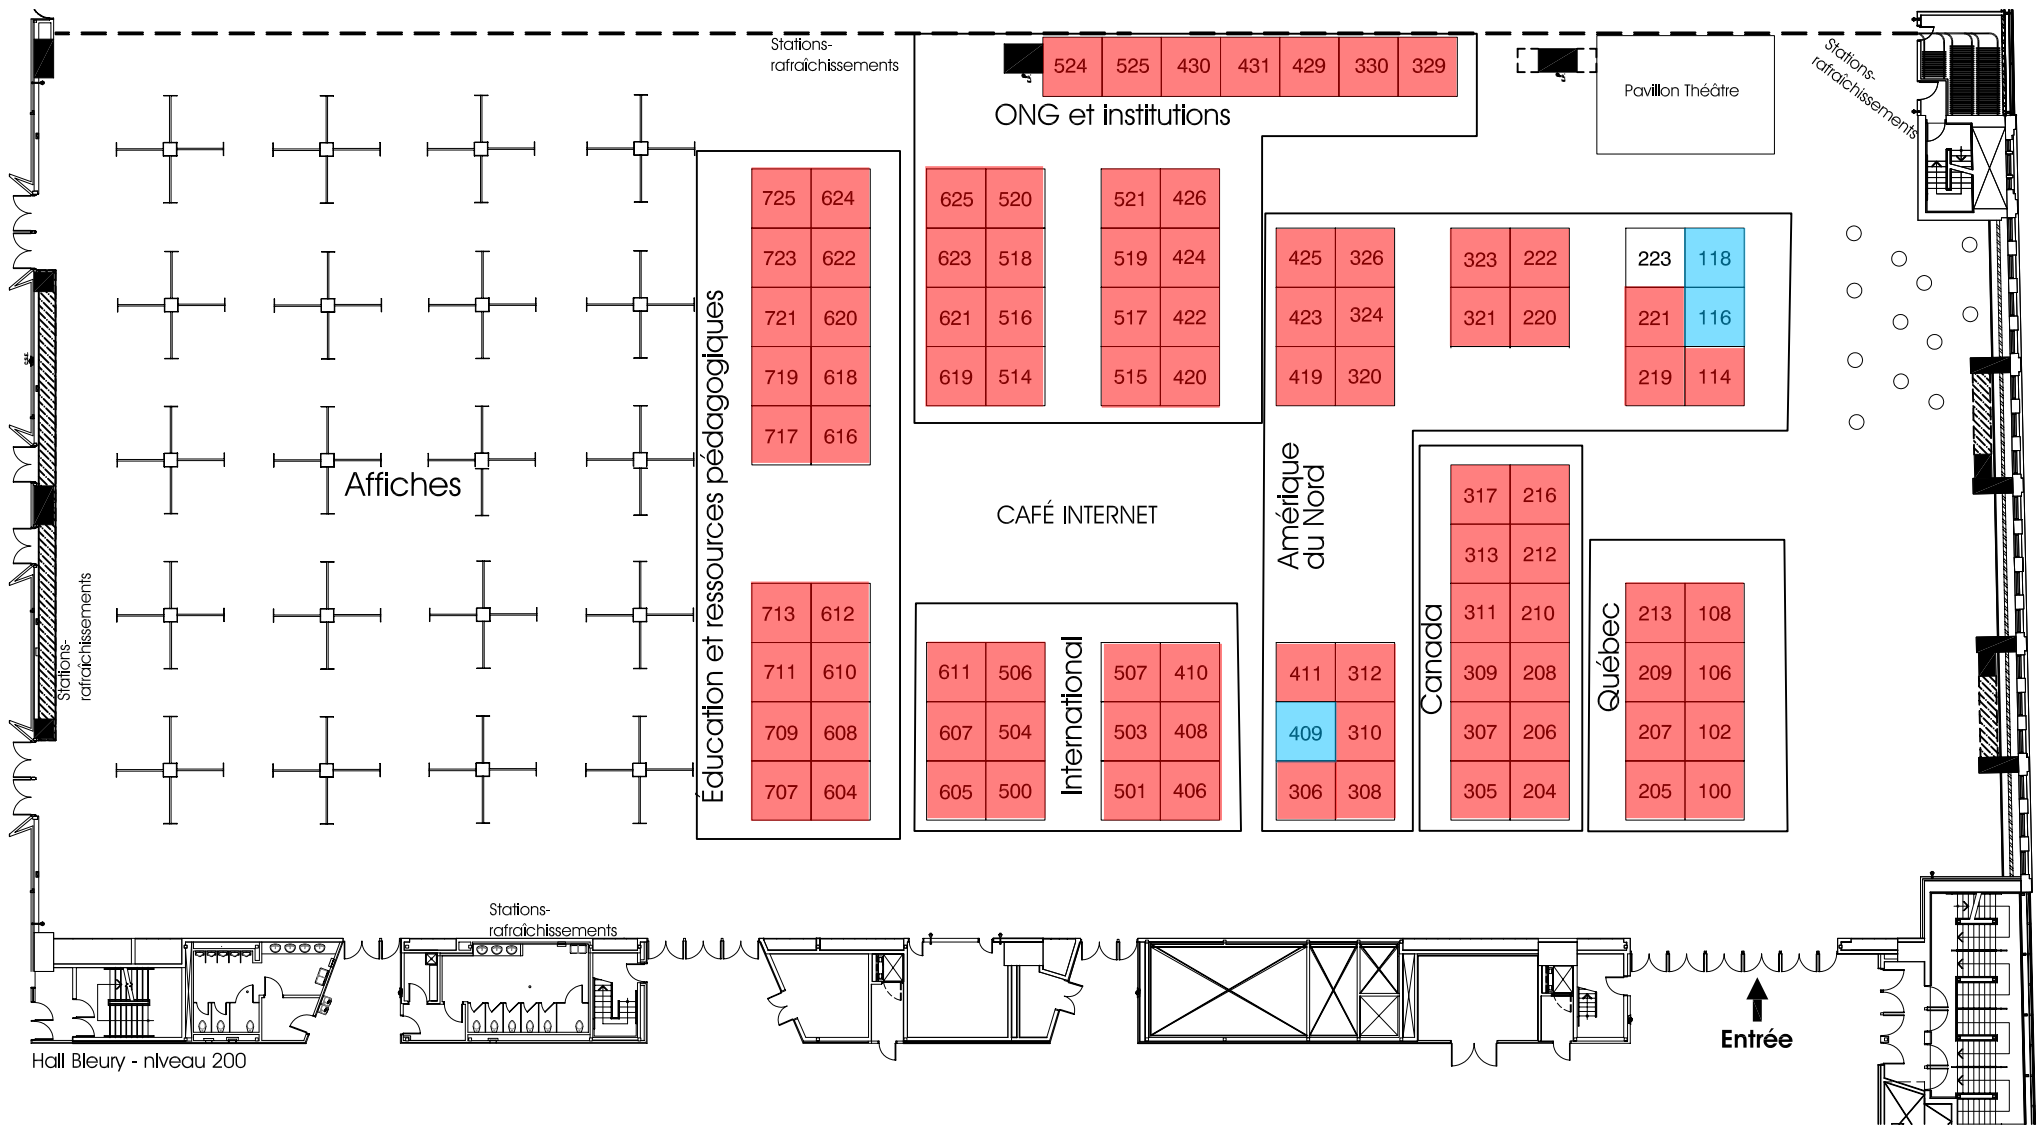 Stations-
rafraîchissements
524 525 430 431 429 330 329
ONG et institutions
Pavillon Théâtre
Stations-
rafraîchissements
725 624
723 622
721 620
719 618
717 616
713 612
711 610
709 608
707 604
Éducation et ressources pédagogiques
625 520
623 518
621 516
619 514
521 426
519 424
517 422
515 420
425 326
423 324
419 320
323 222
321 220
223 118
221 116
219 114
Affiches
CAFÉ INTERNET
Amérique
du Nord
317 216
313 212
311 210
309 208
307 206
305 204
Canada
213 108
209 106
207 102
205 100
Québec
611 506
607 504
605 500
International
507 410
503 408
501 406
411 312
409 310
306 308
Stations-
rafraîchissements
Stations-
rafraîchissements
Entrée
Hall Bleury - niveau 200